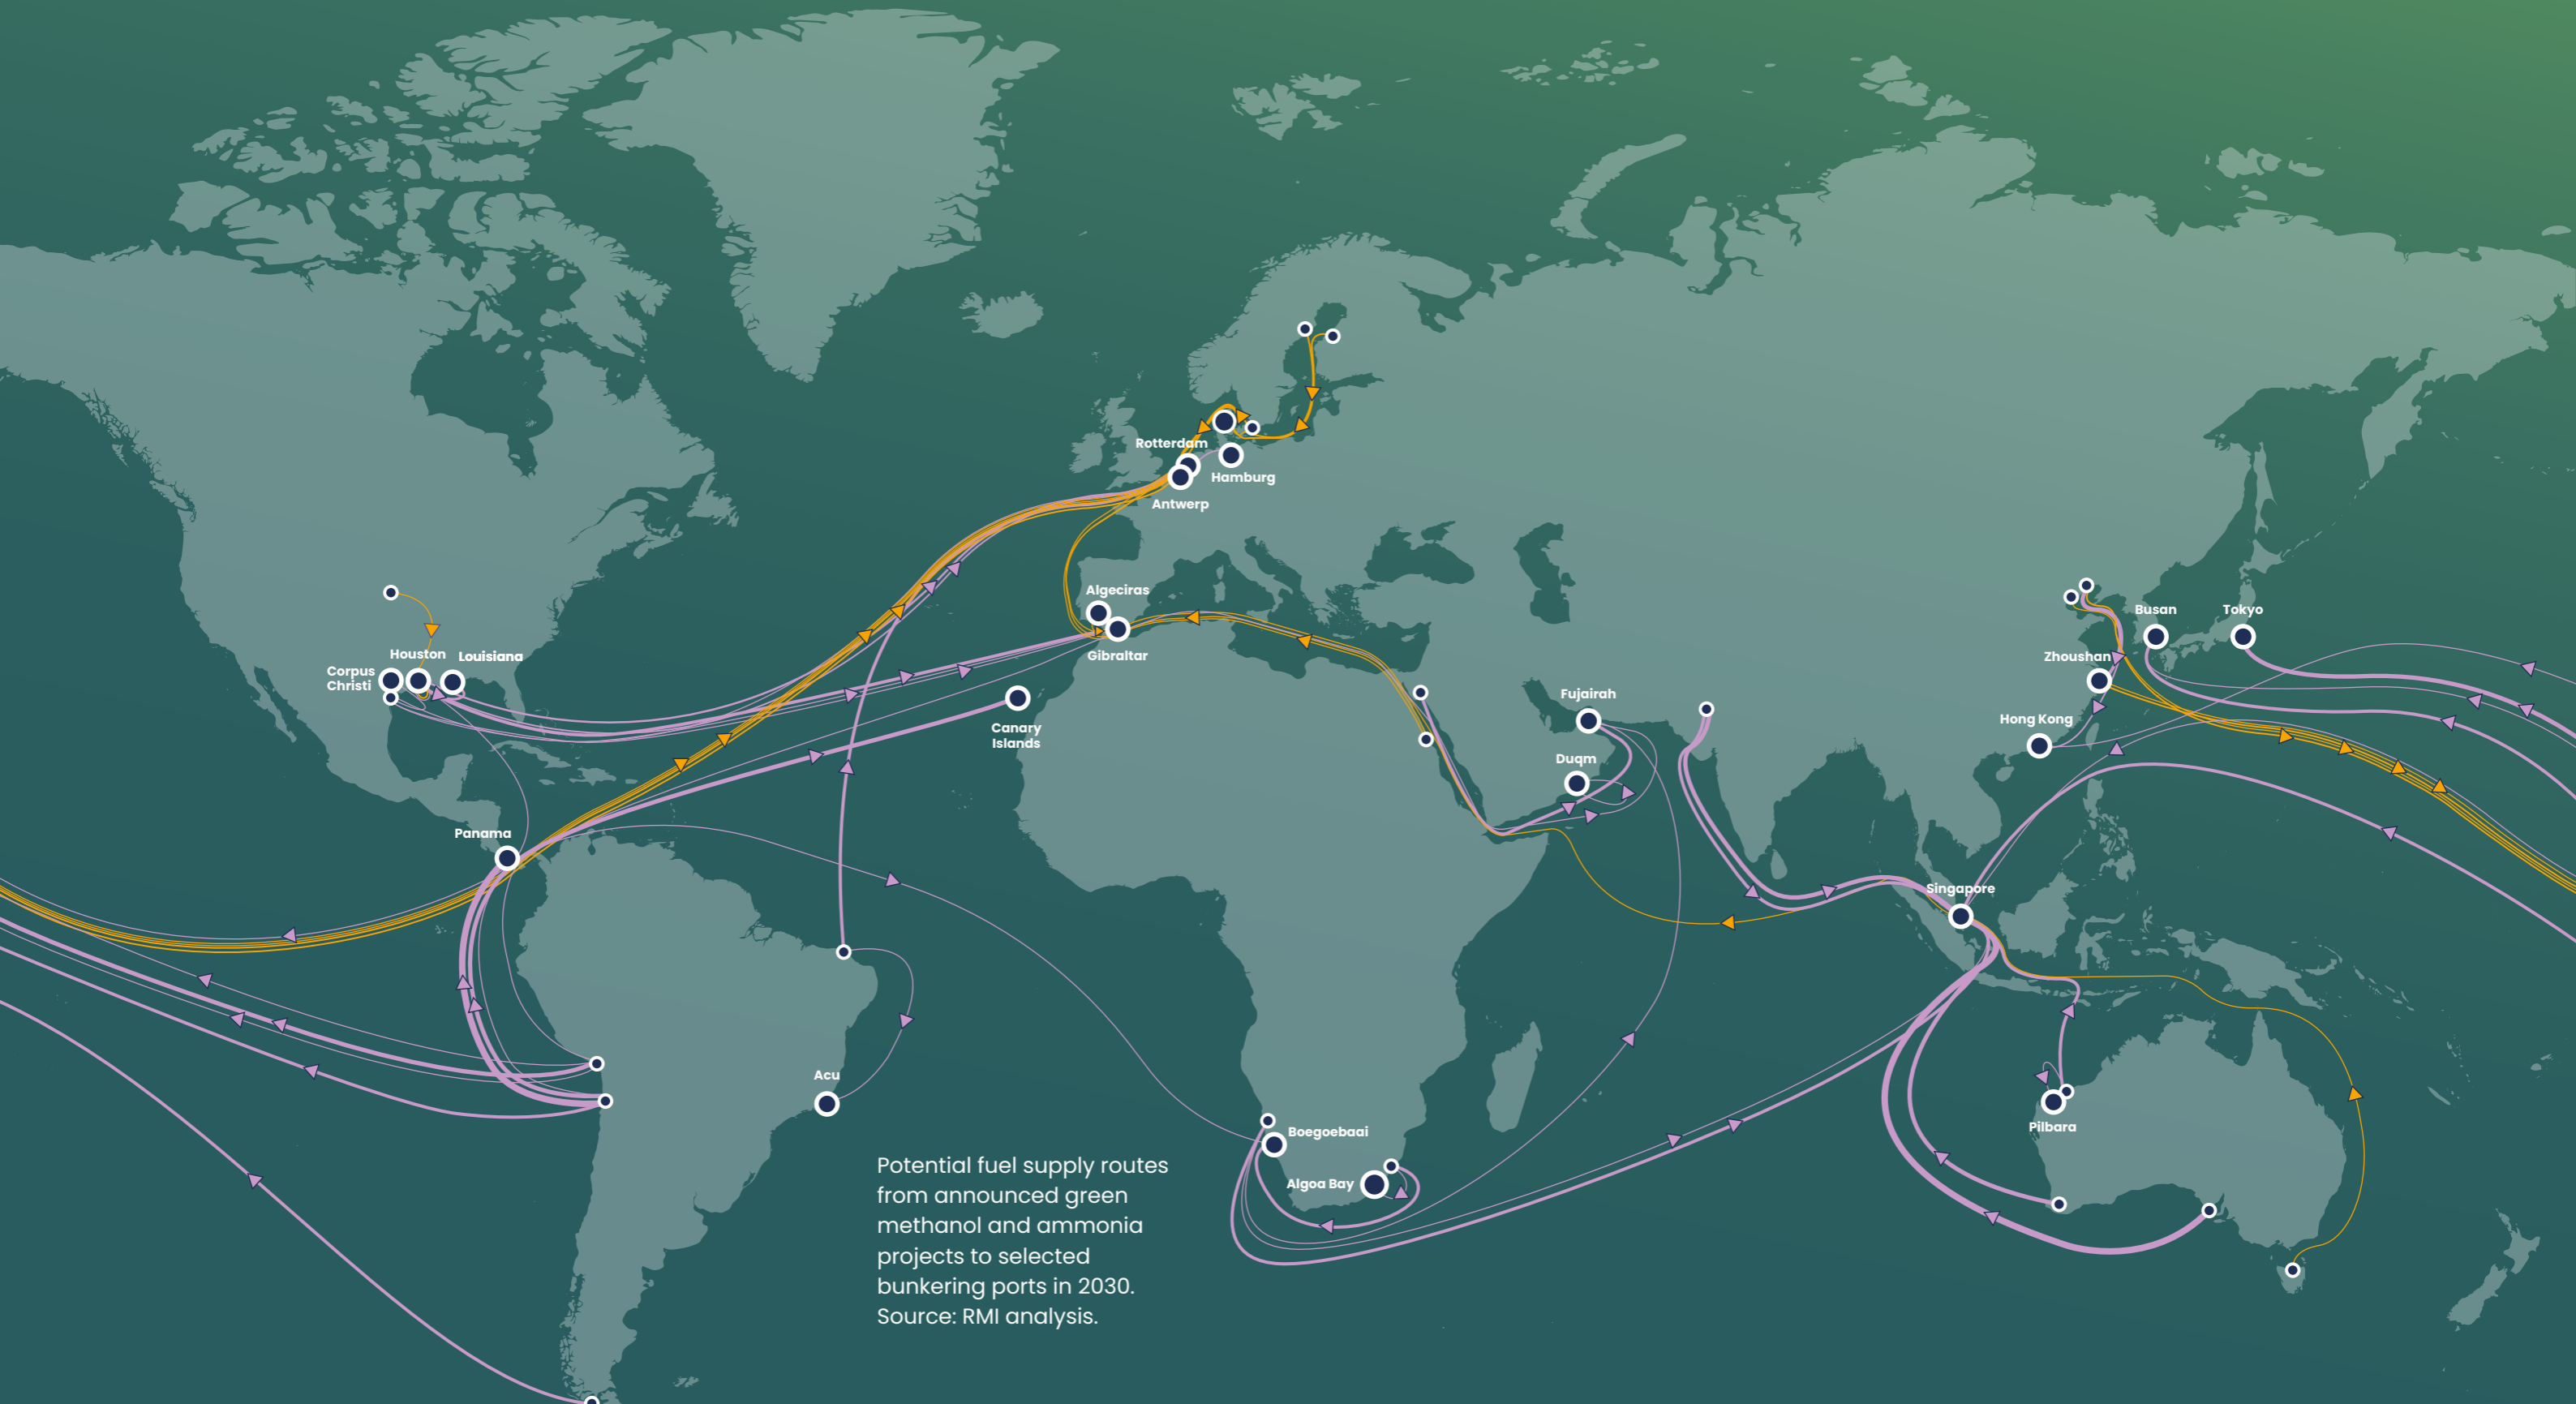 Rotterdam
Hamburg
Antwerp
Algeciras
Gibraltar
Houston
Louisiana
Corpus
Christi
Canary
Islands
Panama
Fujairah
Duqm
Busan
Tokyo
Zhoushan
Hong Kong
Singapore
Acu
Boegoebaai
Algoa Bay
Pilbara
Potential fuel supply routes
from announced green
methanol and ammonia
projects to selected
bunkering ports in 2030.
Source: RMI analysis.